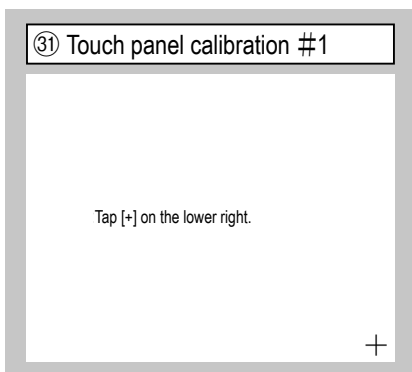 ㉛ Touch panel calibration #1
Tap [+] on the lower right.
+